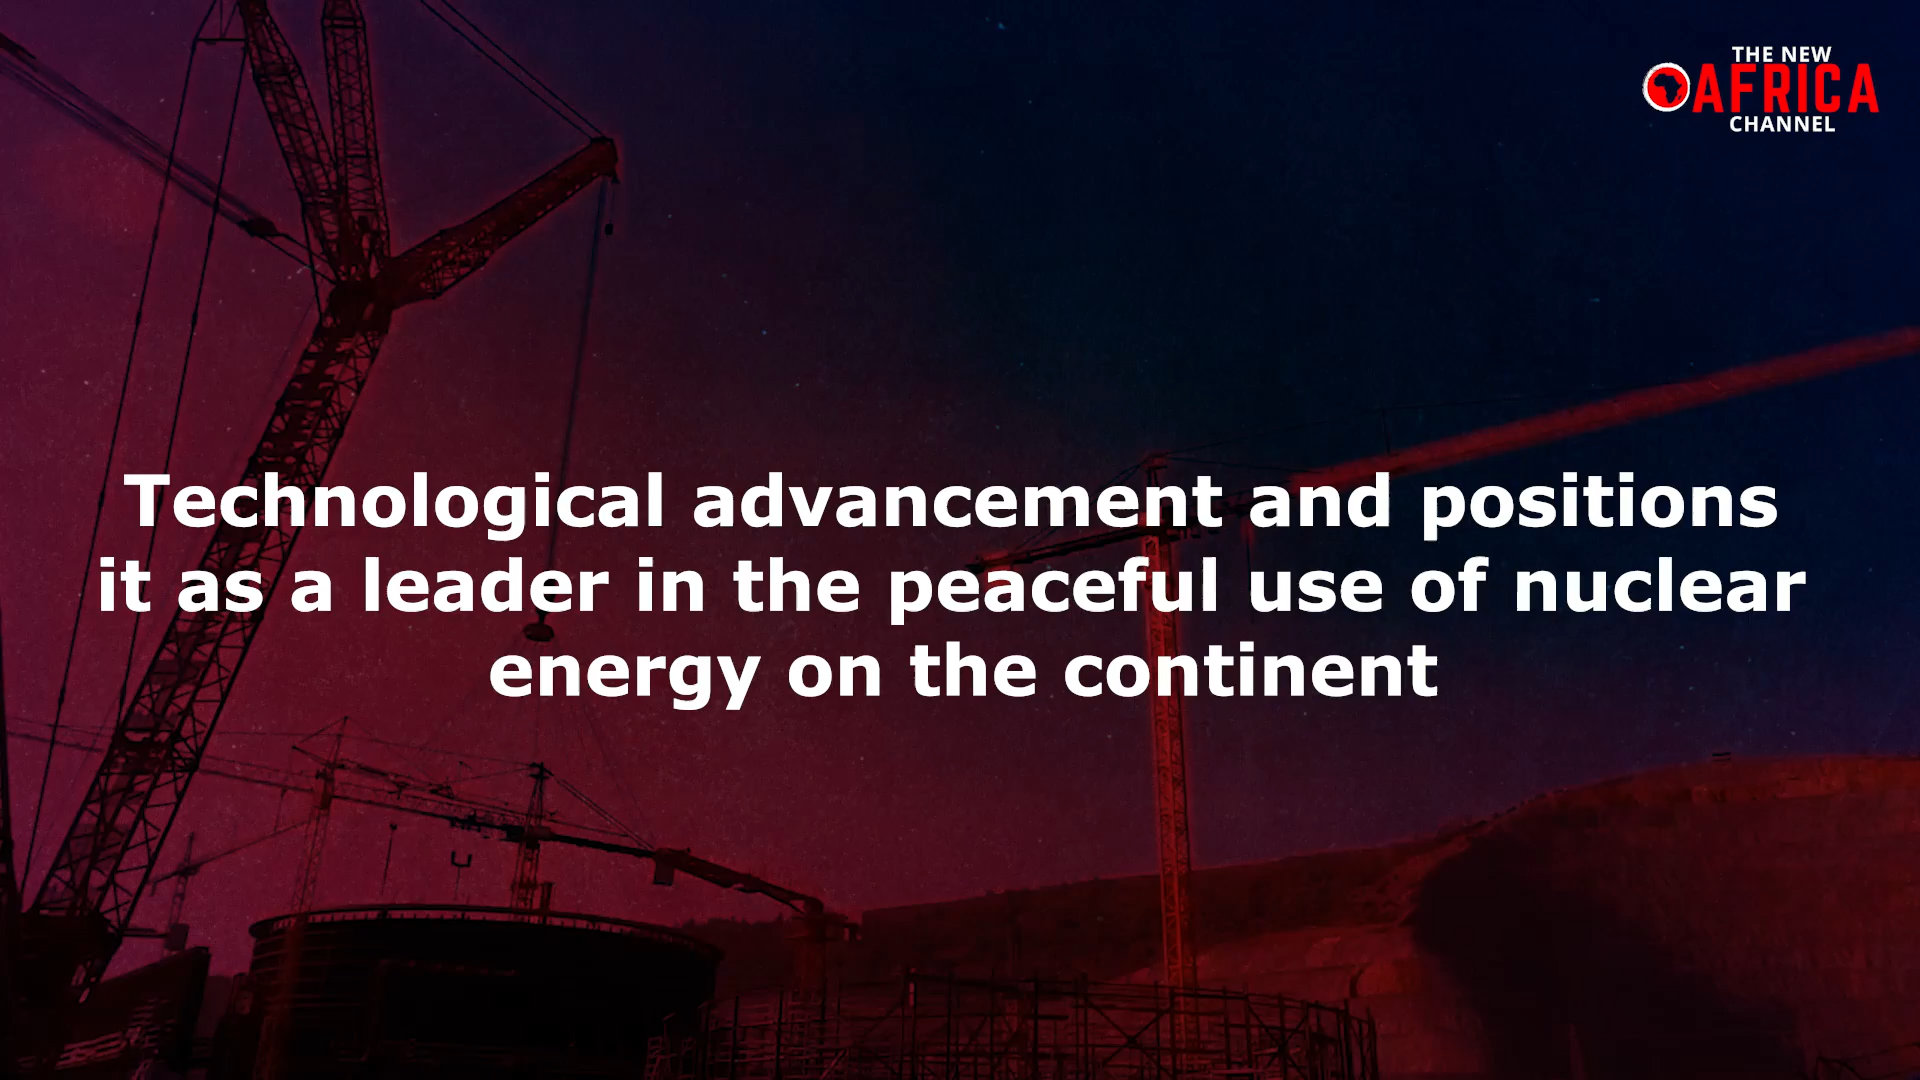 THE NEW
AFRICA
CHANNEL
Technological advancement and positions
it as a leader in the peaceful use of nuclear
energy on the continent